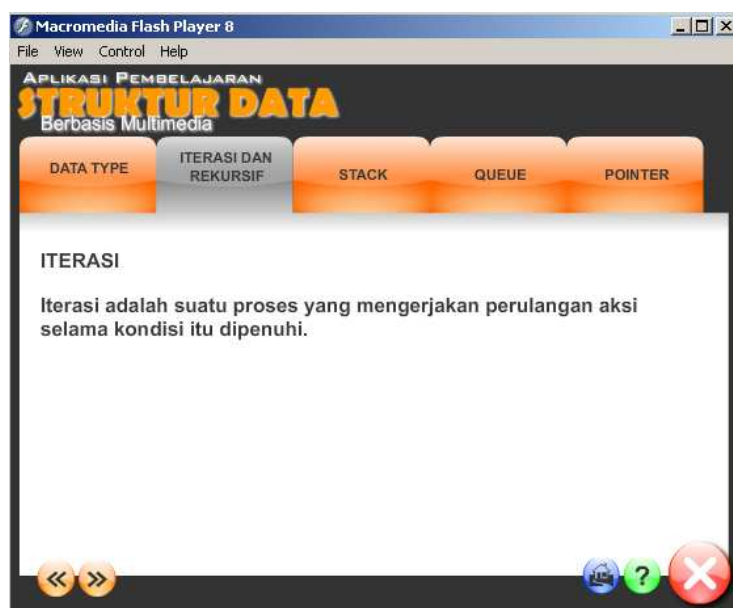 Macromedia Flash Player 8
File View Control Help
APLIKASI PEMBELAJARAN
STRUKTUR DATA
Berbasis Multimedia
DATA TYPE
ITERASI DAN
REKURSIF
STACK
QUEUE
POINTER
ITERASI
Iterasi adalah suatu proses yang mengerjakan perulangan aksi
selama kondisi itu dipenuhi.
?